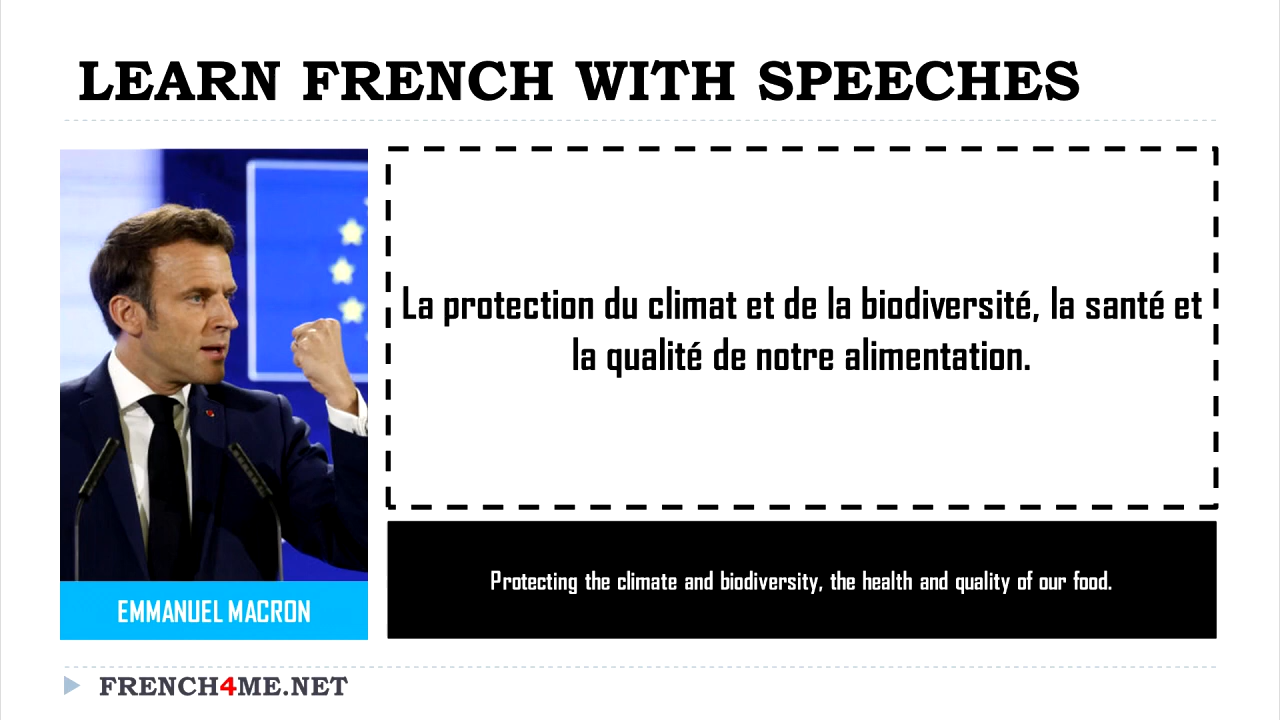 LEARN FRENCH WITH SPEECHES
La protection du climat et de la biodiversité, la santé et
la qualité de notre alimentation.
Protecting the climate and biodiversity, the health and quality of our food.
EMMANUEL MACRON
FRENCH4ME.NET